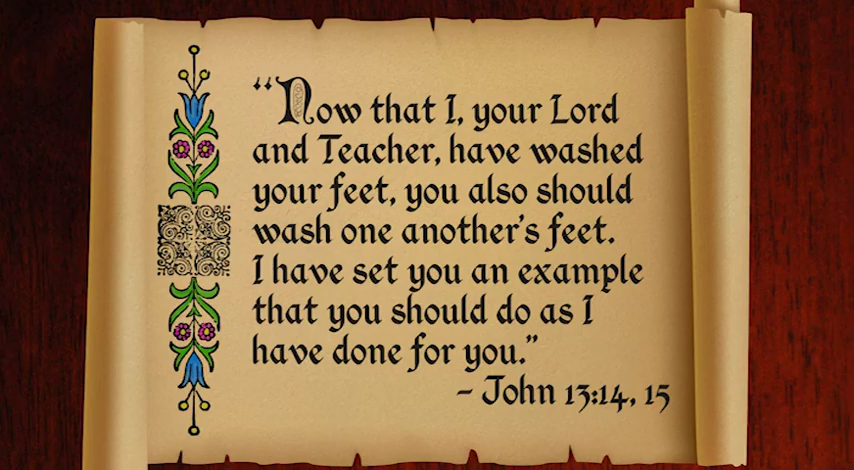 “Now that I, your Lord
and Teacher, have washed
your feet, you also should
wash one another’s feet.
I have set you an example
that you should do as I
have done for you.”
– John 13:14, 15